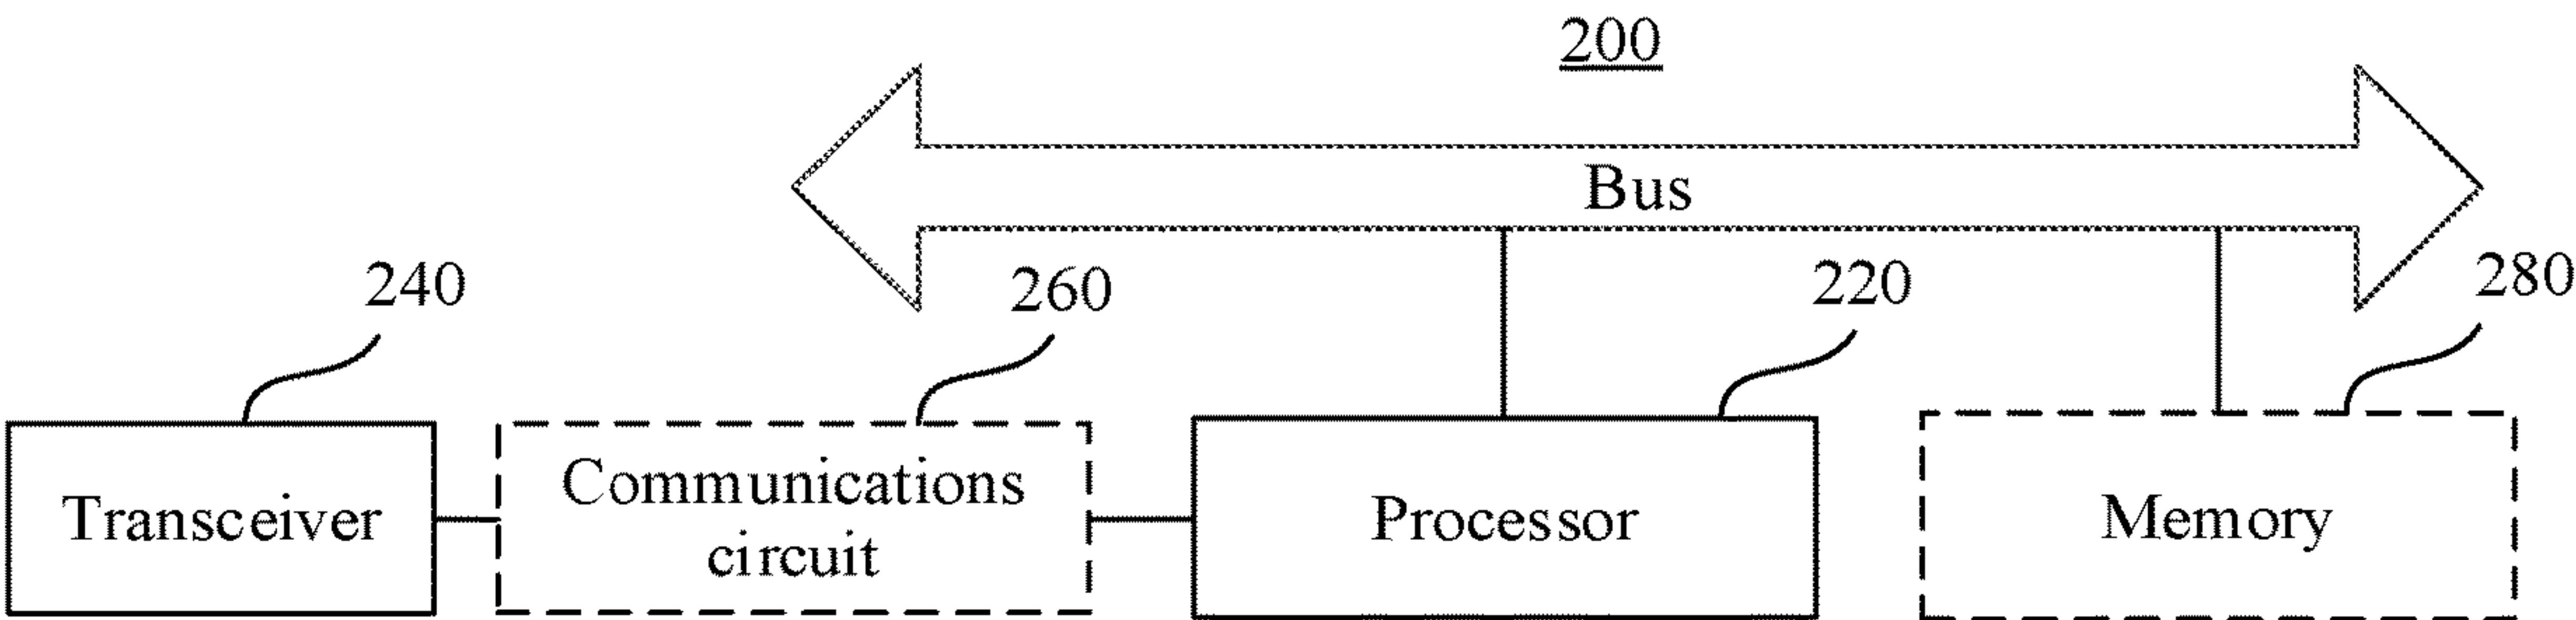 200
Bus
240
260
220
280
Transceiver
Communications
circuit
Processor
Memory